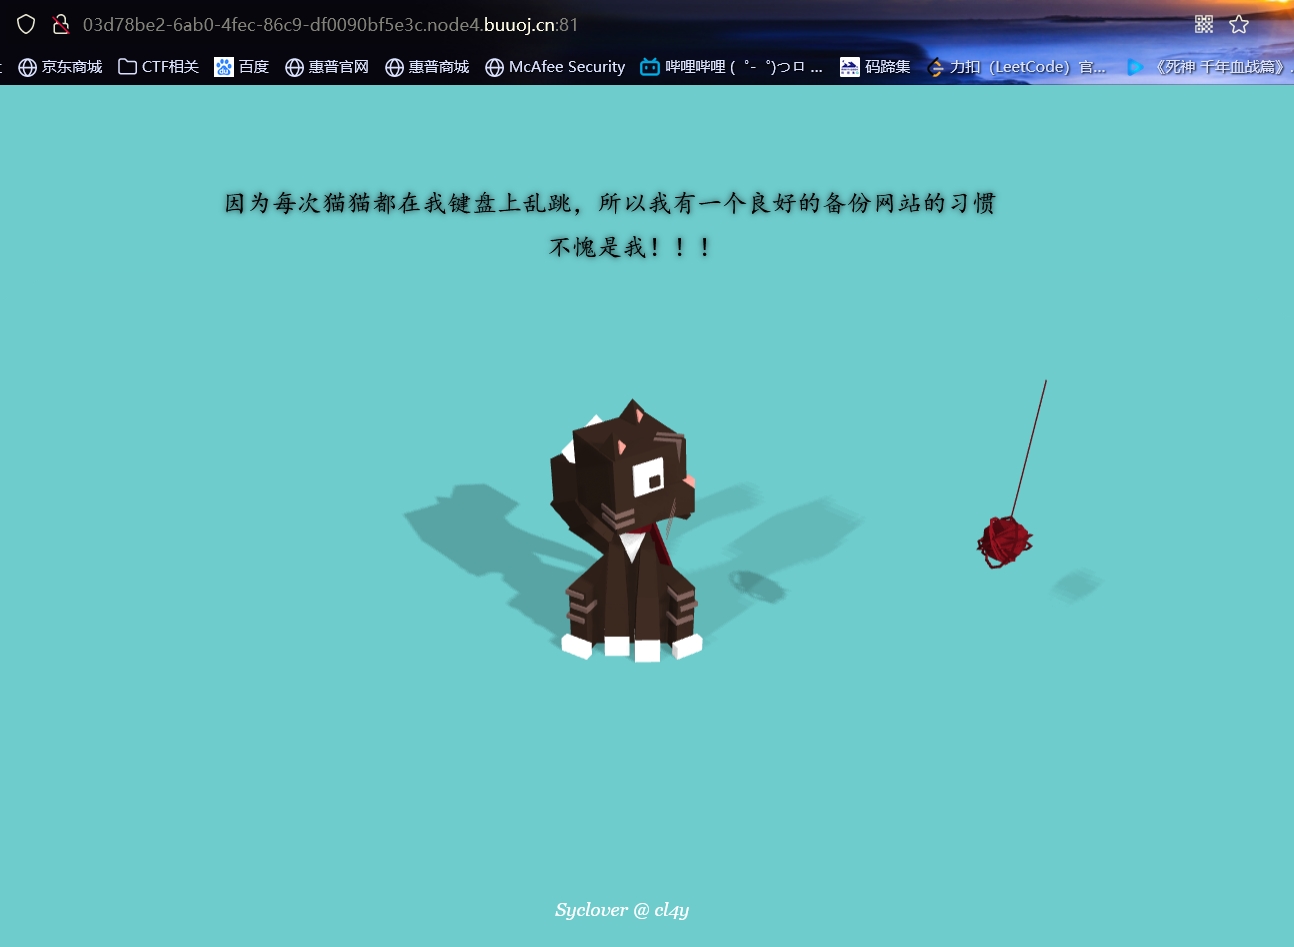 03d78be2-6ab0-4fec-86c9-df0090bf5e3c.node4.buuoj.cn:81
京东商城 CTF相关 百度 惠普官网 惠普商城 McAfee Security 哔哩哔哩 ( ゜- ゜)つロ ... 码蹄集 力扣（LeetCode）官... 《死神 千年血战篇》.
因为每次猫猫都在我键盘上乱跳，所以我有一个良好的备份网站的习惯
不愧是我！！！
Syclover @ cl4y